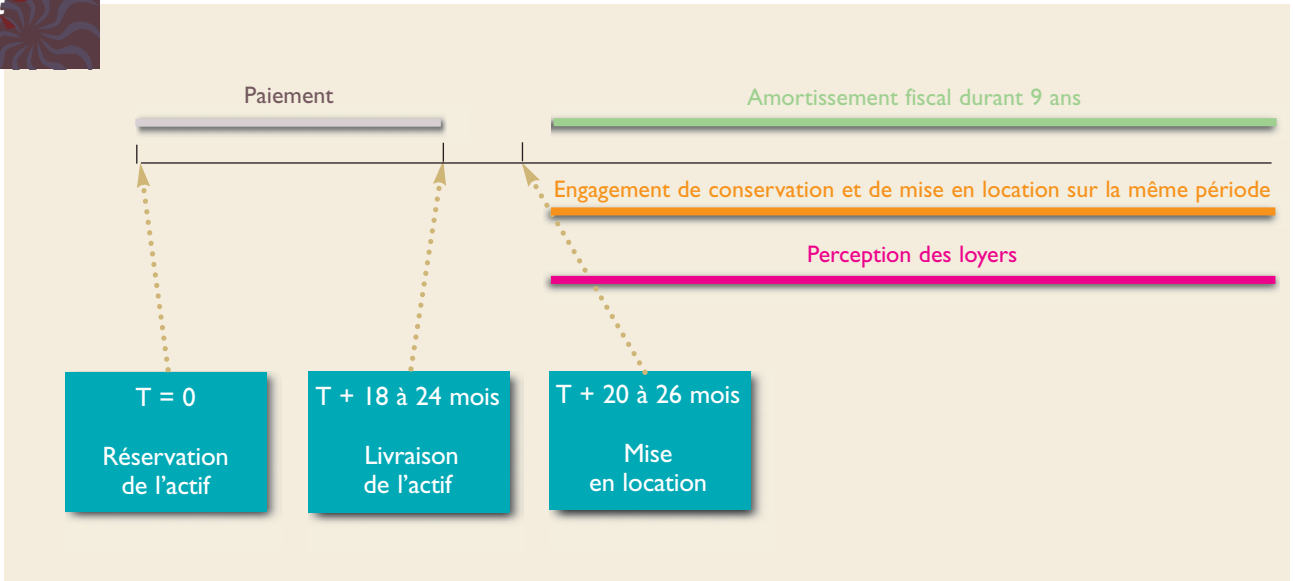 Paiement
Amortissement fiscal durant 9 ans
Engagement de conservation et de mise en location sur la même période
Perception des loyers
T = 0
Réservation
de l'actif
T + 18 à 24 mois
Livraison
de l'actif
T + 20 à 26 mois
Mise
en location